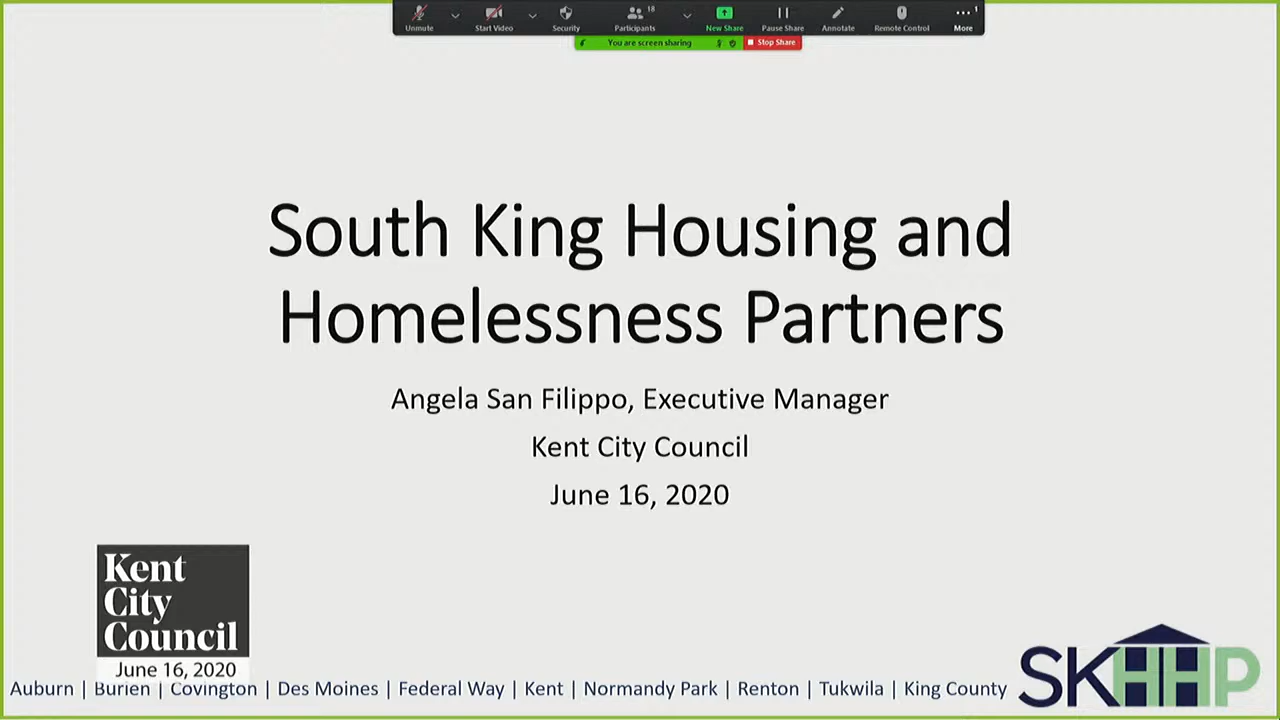 Unmute
Start Video
Security
Participants
18
New Share
Pause Share
Annotate
Remote Control
More
1
You are screen sharing
Stop Share
South King Housing and
Homelessness Partners
Angela San Filippo, Executive Manager
Kent City Council
June 16, 2020
Kent
City
Council
June 16, 2020
Auburn | Burien | Covington | Des Moines | Federal Way | Kent | Normandy Park | Renton | Tukwila | King County
SKHHP